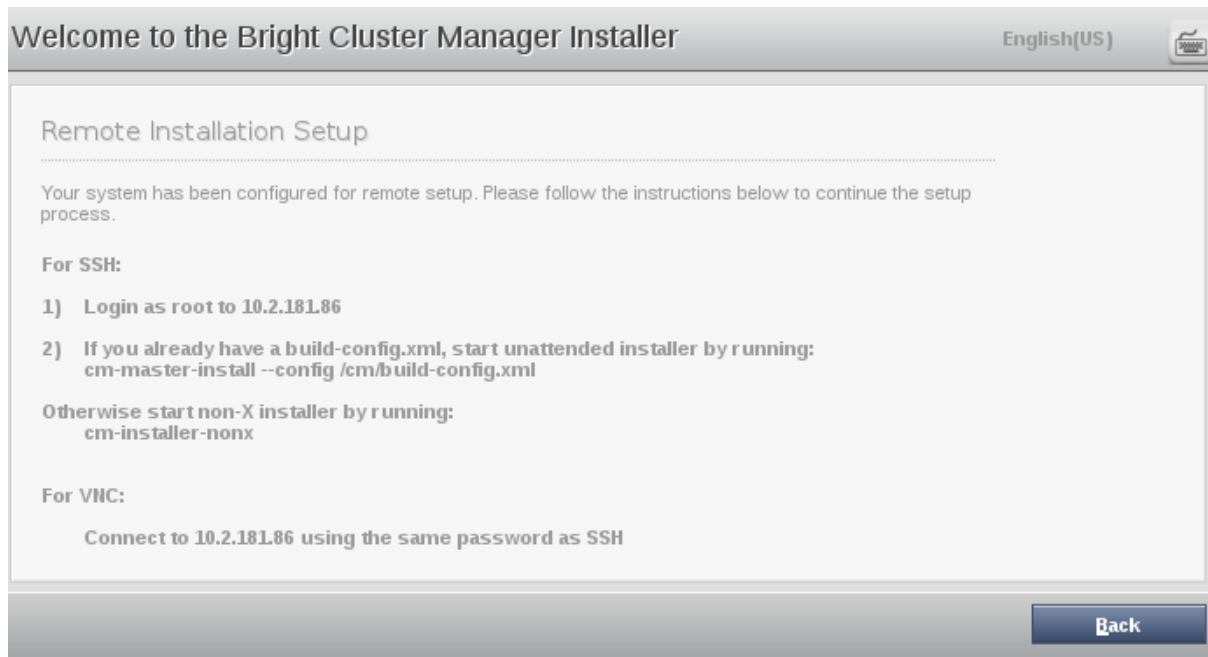 Welcome to the Bright Cluster Manager Installer
English(US)
Remote Installation Setup
Your system has been configured for remote setup. Please follow the instructions below to continue the setup
process.
For SSH:
1) Login as root to 10.2.181.86
2) If you already have a build-config.xml, start unattended installer by running:
cm-master-install --config /cm/build-config.xml
Otherwise start non-X installer by running:
cm-installer-nonx
For VNC:
Connect to 10.2.181.86 using the same password as SSH
Back